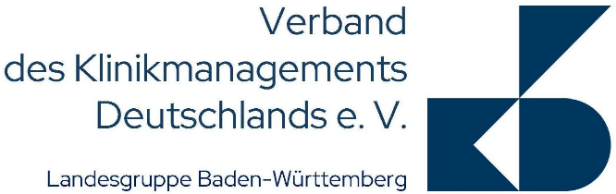 Verband
des Klinikmanagements
Deutschlands e. V.
Landesgruppe Baden-Württemberg